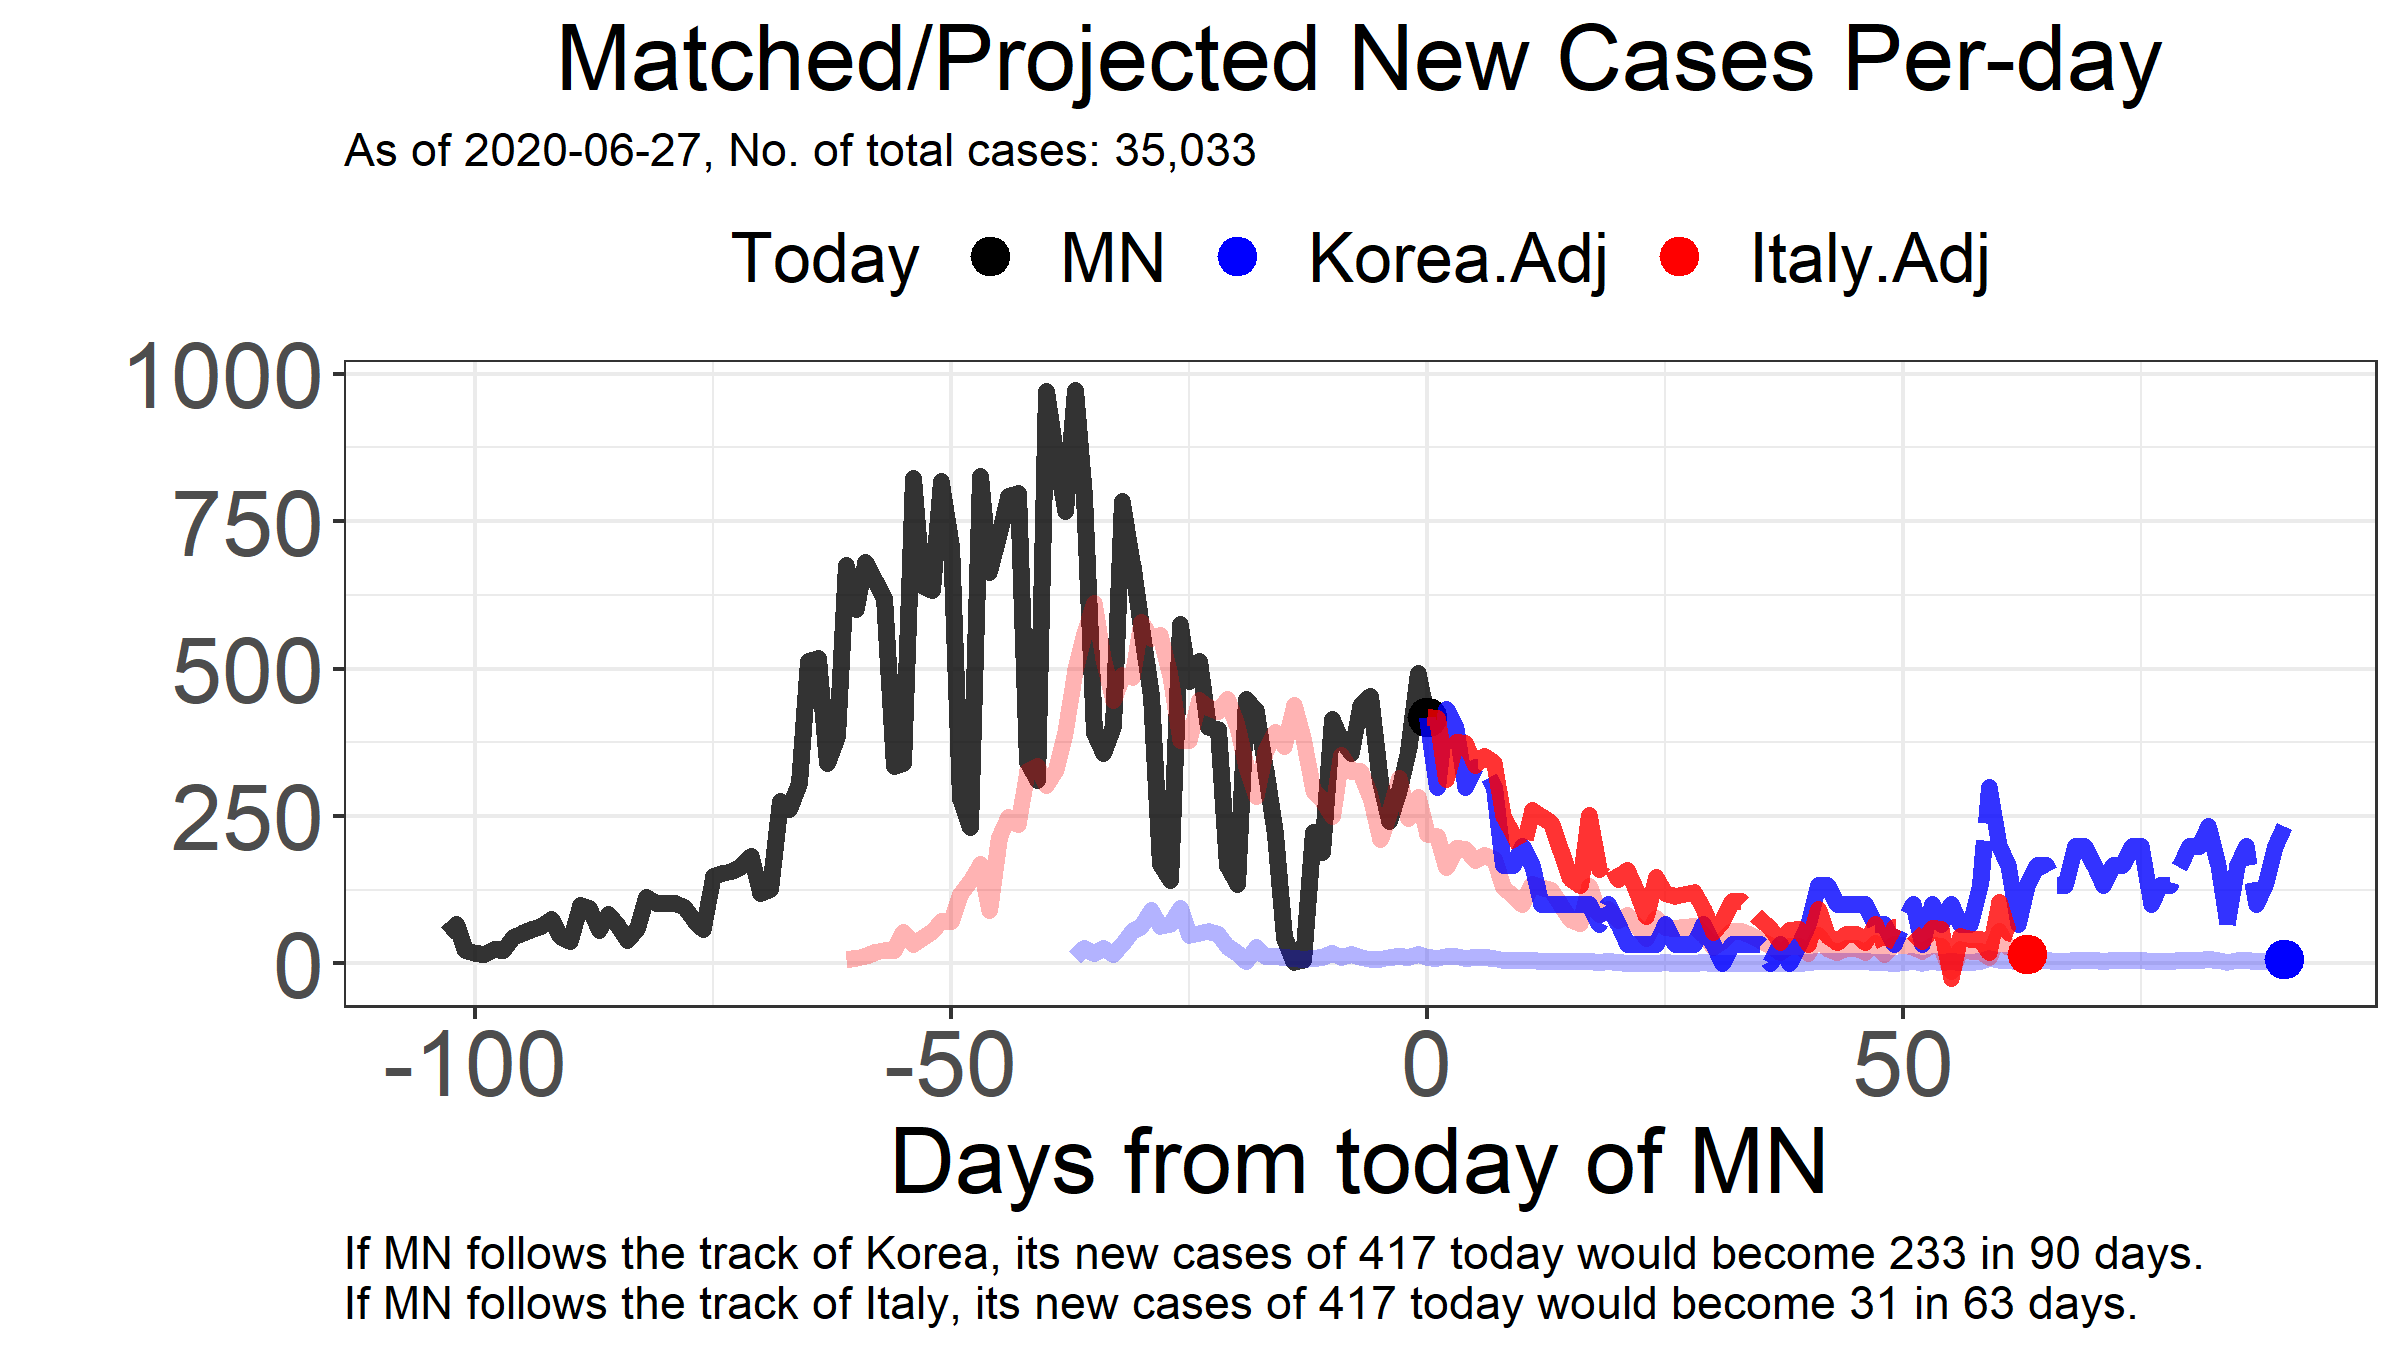 Matched/Projected New Cases Per-day
As of 2020-06-27, No. of total cases: 35,033
Today MN Korea.Adj Italy.Adj
1000
750
500
250
0
-100 -50 0 50
Days from today of MN
If MN follows the track of Korea, its new cases of 417 today would become 233 in 90 days.
If MN follows the track of Italy, its new cases of 417 today would become 31 in 63 days.